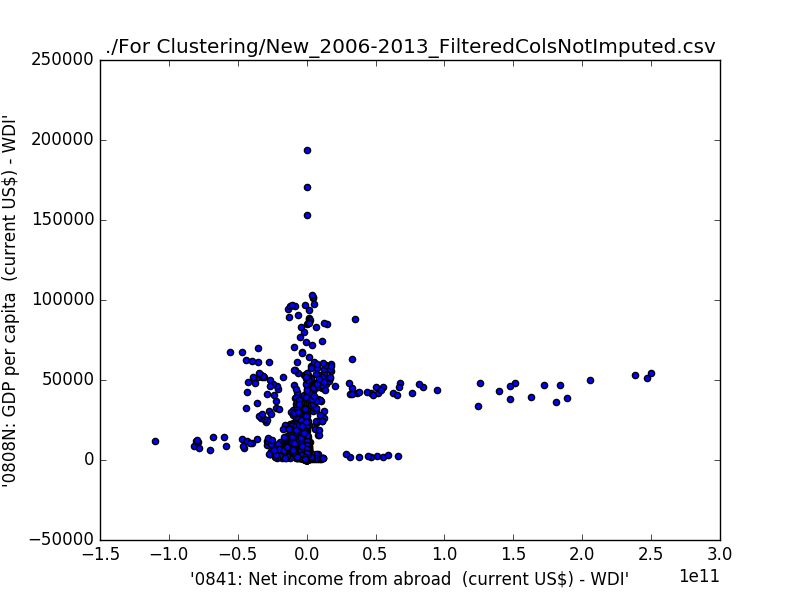 ./For Clustering/New_2006-2013_FilteredColsNotImputed.csv
250000
200000
150000
100000
50000
0
−50000
'0808N: GDP per capita  (current US$) - WDI'
−1.5 −1.0 −0.5 0.0 0.5 1.0 1.5 2.0 2.5 3.0
1e11
'0841: Net income from abroad  (current US$) - WDI'